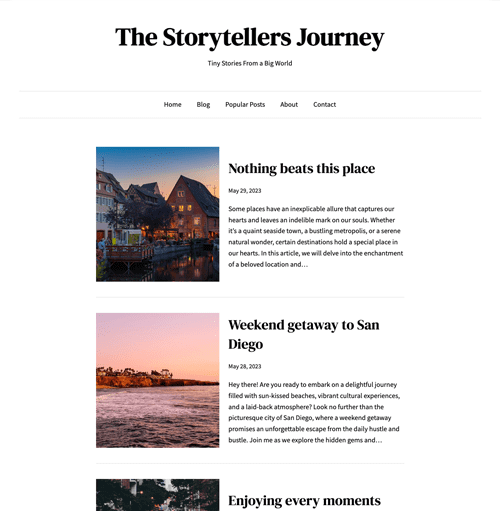 The Storytellers Journey
Tiny Stories From a Big World
Home Blog Popular Posts About Contact
Nothing beats this place
May 29, 2023
Some places have an inexplicable allure that captures our
hearts and leaves an indelible mark on our souls. Whether
it's a quaint seaside town, a bustling metropolis, or a serene
natural wonder, certain destinations hold a special place in
our hearts. In this article, we will delve into the enchantment
of a beloved location and…
Weekend getaway to San
Diego
May 28, 2023
Hey there! Are you ready to embark on a delightful journey
filled with sun-kissed beaches, vibrant cultural experiences,
and a laid-back atmosphere? Look no further than the
picturesque city of San Diego, where a weekend getaway
promises an unforgettable escape from the daily hustle and
bustle. Join me as we explore the hidden gems and…
Enjoying every moments